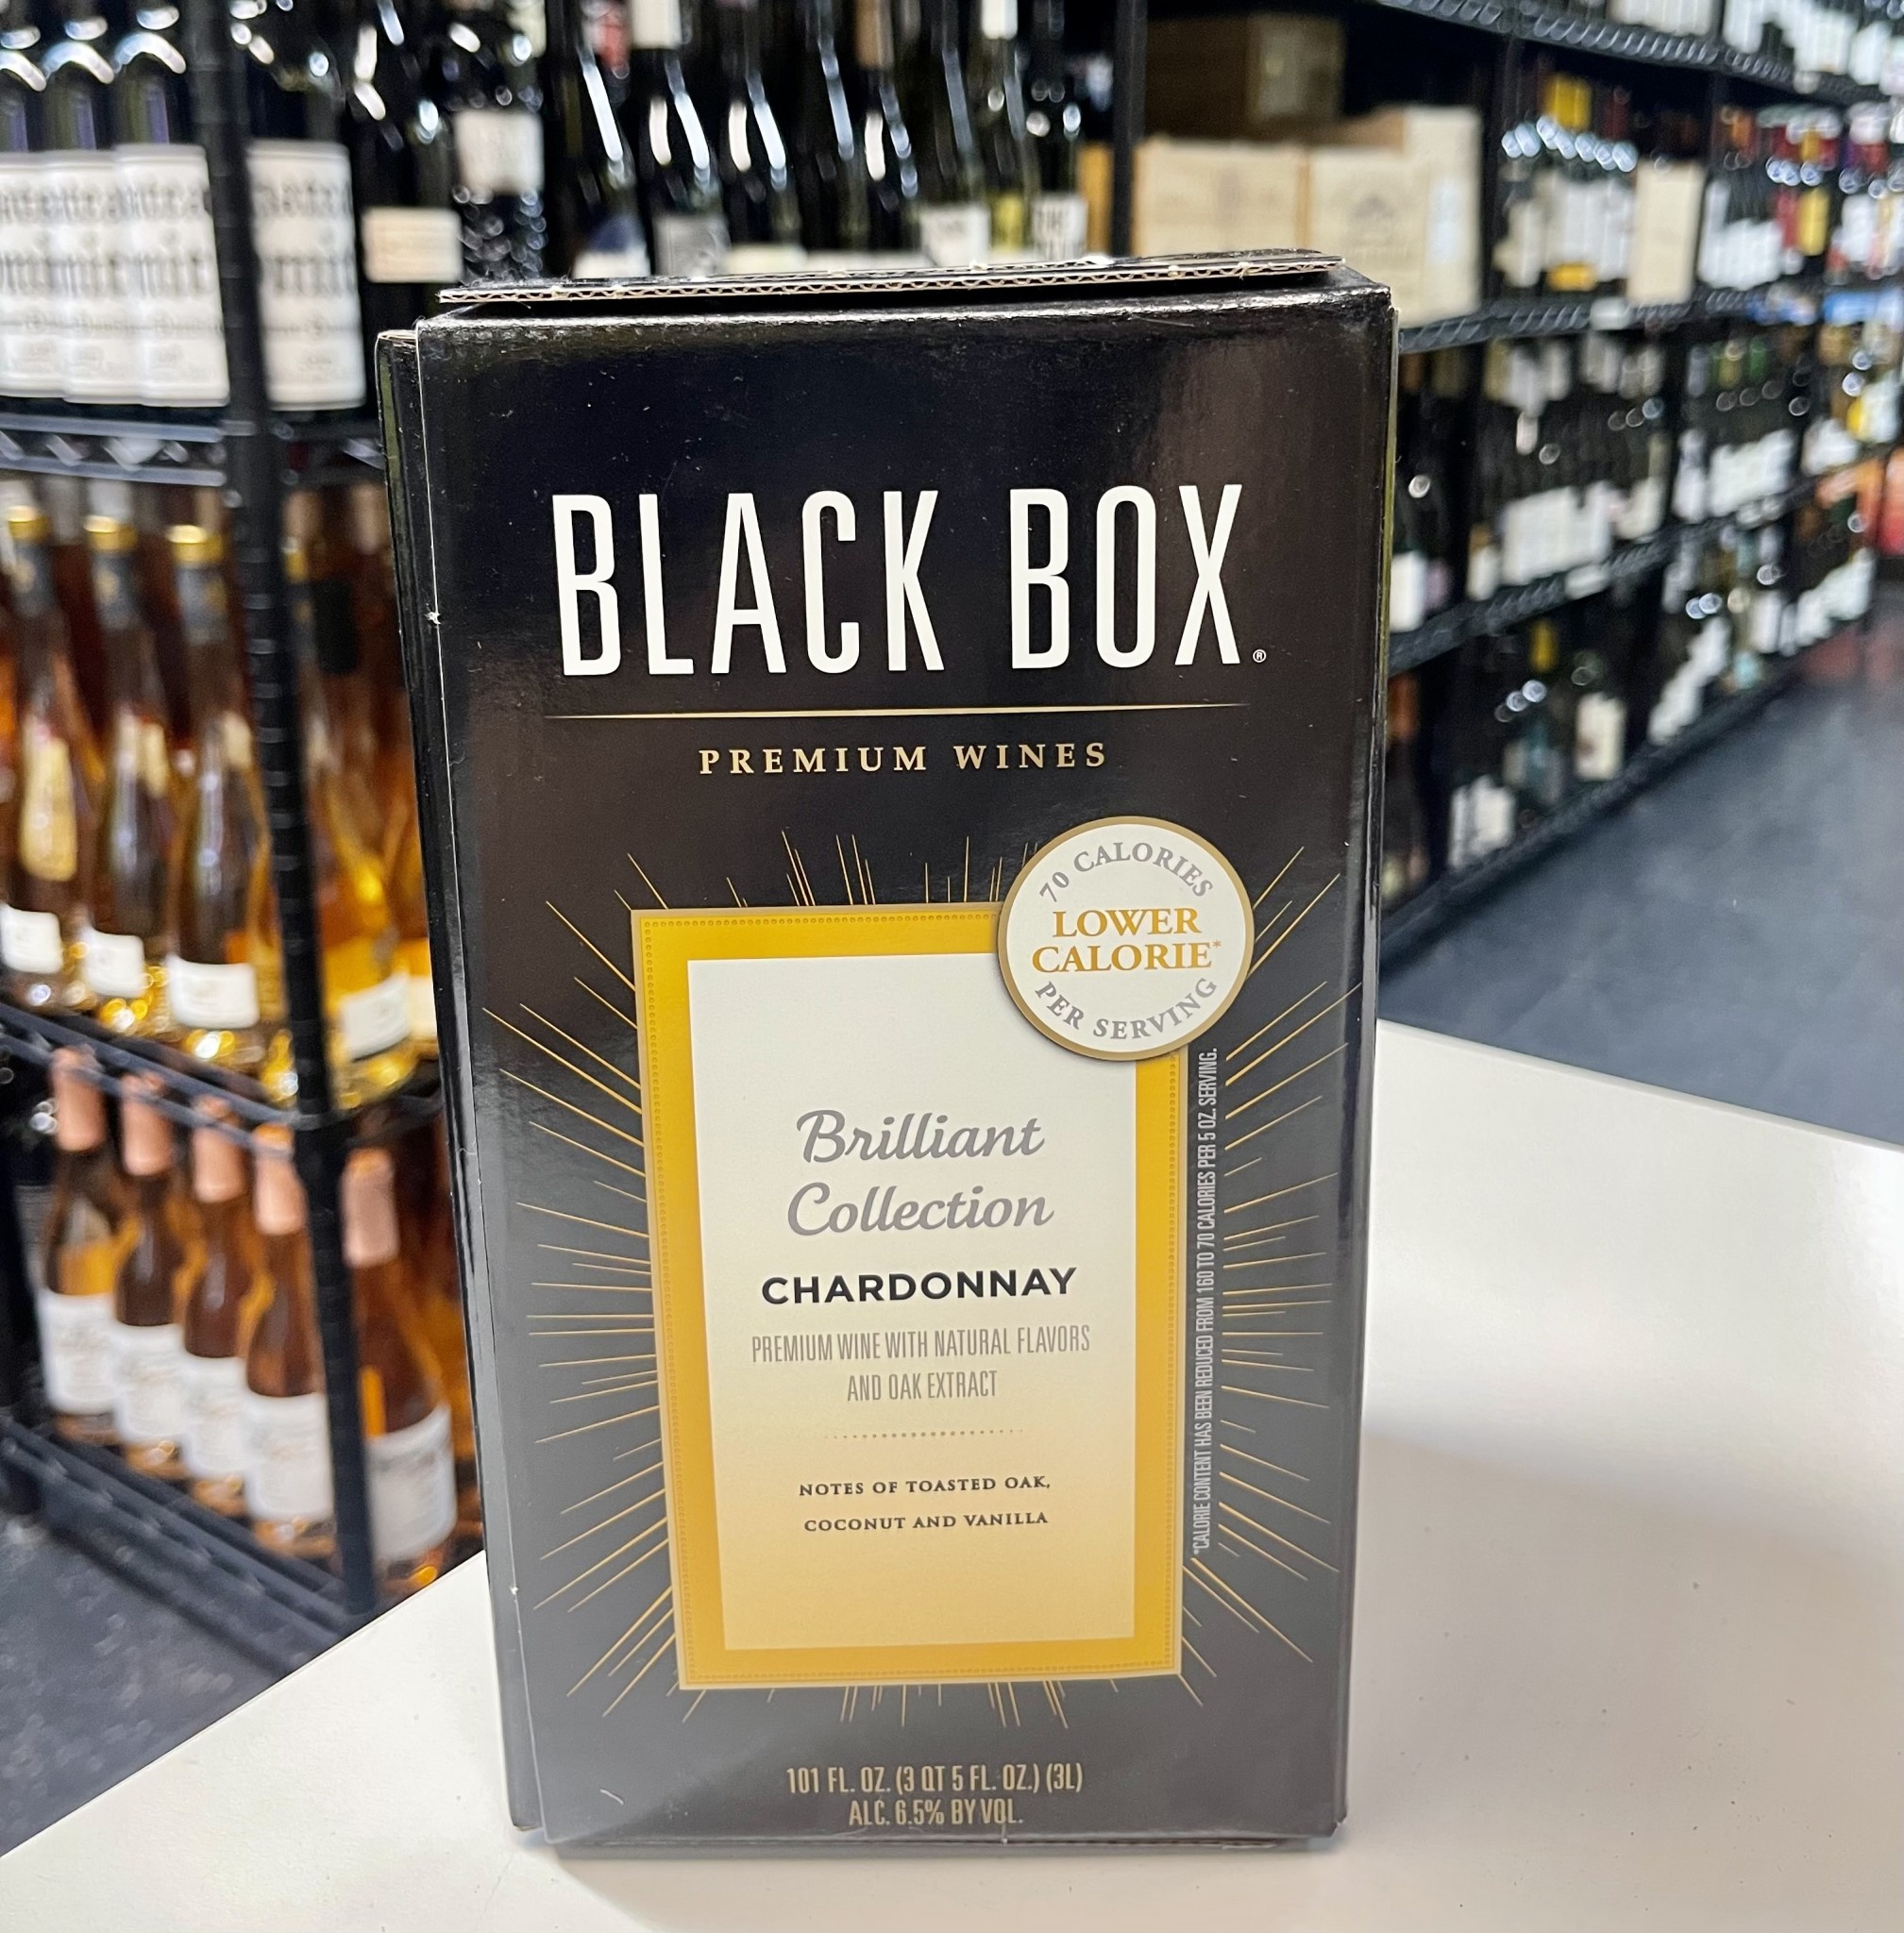 BLACK BOX®
PREMIUM WINES
70 CALORIES
LOWER
CALORIE*
PER SERVING
Brilliant
Collection
CHARDONNAY
PREMIUM WINE WITH NATURAL FLAVORS
AND OAK EXTRACT
NOTES OF TOASTED OAK,
COCONUT AND VANILLA
*CALORIE CONTENT HAS BEEN REDUCED FROM 160 TO 70 CALORIES PER 5 OZ. SERVING.
101 FL. OZ. (3 QT 5 FL. OZ.) (3L)
ALC. 6.5% BY VOL.